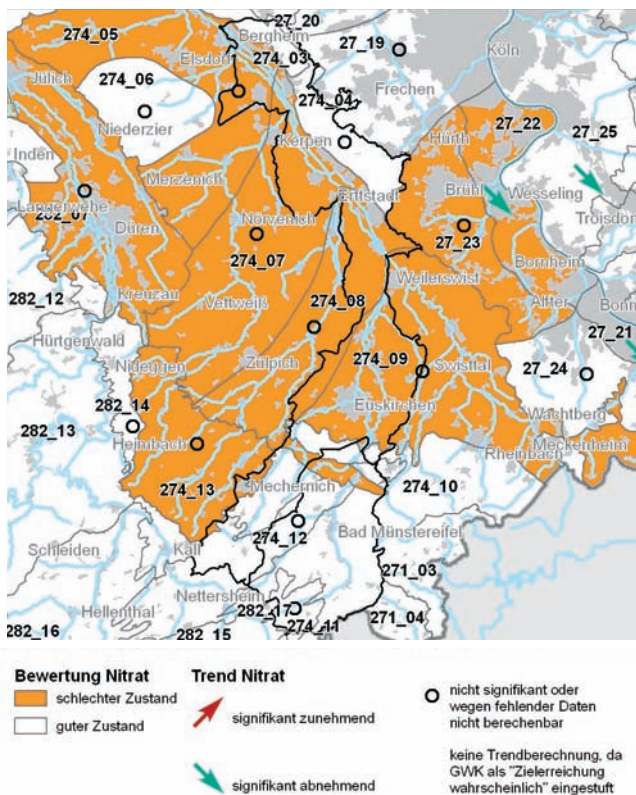 27_20
274_05
Bergheim
27_19
Köln
Elsdorf
274_03
Jülich
274_06
274_04
Frechen
27_22
27_25
Niederzier
Hürth
Kerpen
Inden
Merzenich
Brühl
Wesseling
Langerwehe
Erftstadt
282_07
Nörvenich
Troisdorf
Düren
27_23
274_07
Bornheim
Weilerswist
282_12
Kreuzau
Vettweiß
274_08
Alfter
Bonn
Hürtgenwald
27_21
Zülpich
274_09
Swisttal
27_24
Nideggen
282_14
Euskirchen
Wachtberg
282_13
Heimbach
Meckenheim
Rheinbach
274_13
Mechernich
274_10
274_12
Bad Münstereifel
Schleiden
Kall
271_03
Nettersheim
Hellenthal
282_17
271_04
282_16
282_15
274_11
Bewertung Nitrat
schlechter Zustand
guter Zustand
Trend Nitrat
signifikant zunehmend
signifikant abnehmend
nicht signifikant oder
wegen fehlender Daten
nicht berechenbar
keine Trendberechnung, da
GWK als "Zielerreichung
wahrscheinlich" eingestuft